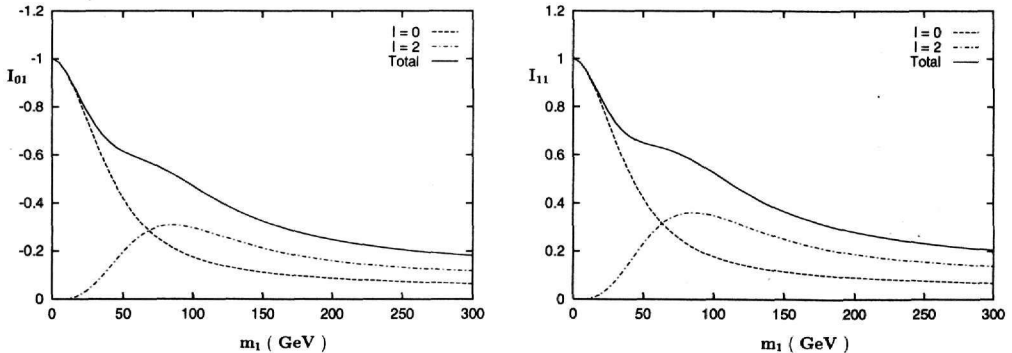 -1.2
-1
-0.8
-0.6
-0.4
-0.2
0
I₀₁
l = 0
l = 2
Total
0 50 100 150 200 250 300
m₁ ( GeV )
1.2
1
0.8
0.6
0.4
0.2
0
I₁₁
l = 0
l = 2
Total
0 50 100 150 200 250 300
m₁ ( GeV )